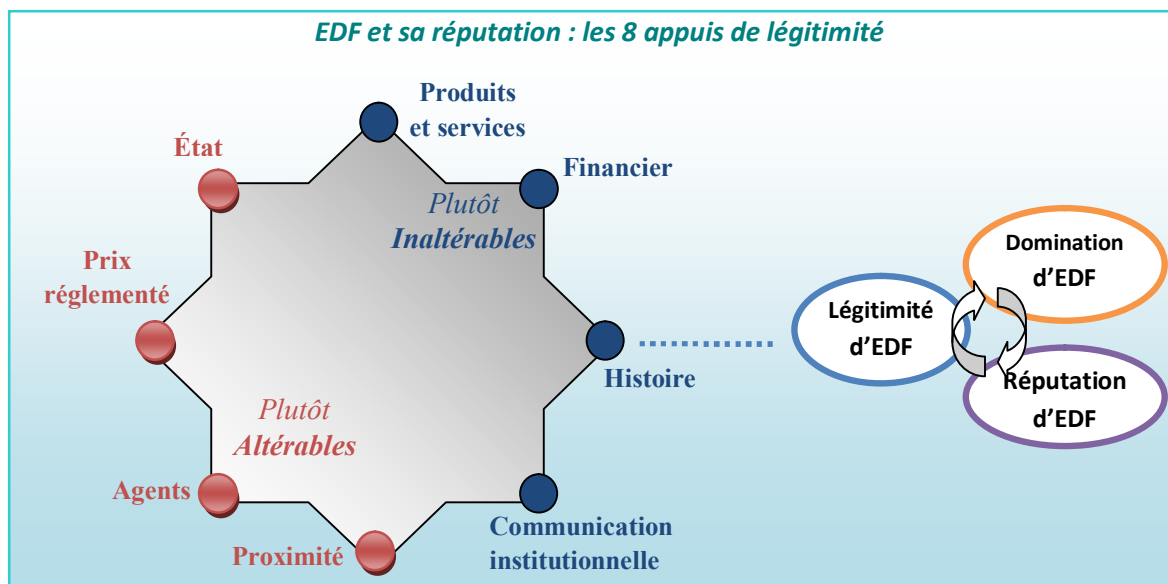 EDF et sa réputation : les 8 appuis de légitimité
Produits
et services
État
Financier
Plutôt
Inaltérables
Prix
réglementé
Histoire
Plutôt
Altérables
Agents
Proximité
Communication
institutionnelle
Légitimité
d’EDF
Domination
d’EDF
Réputation
d’EDF